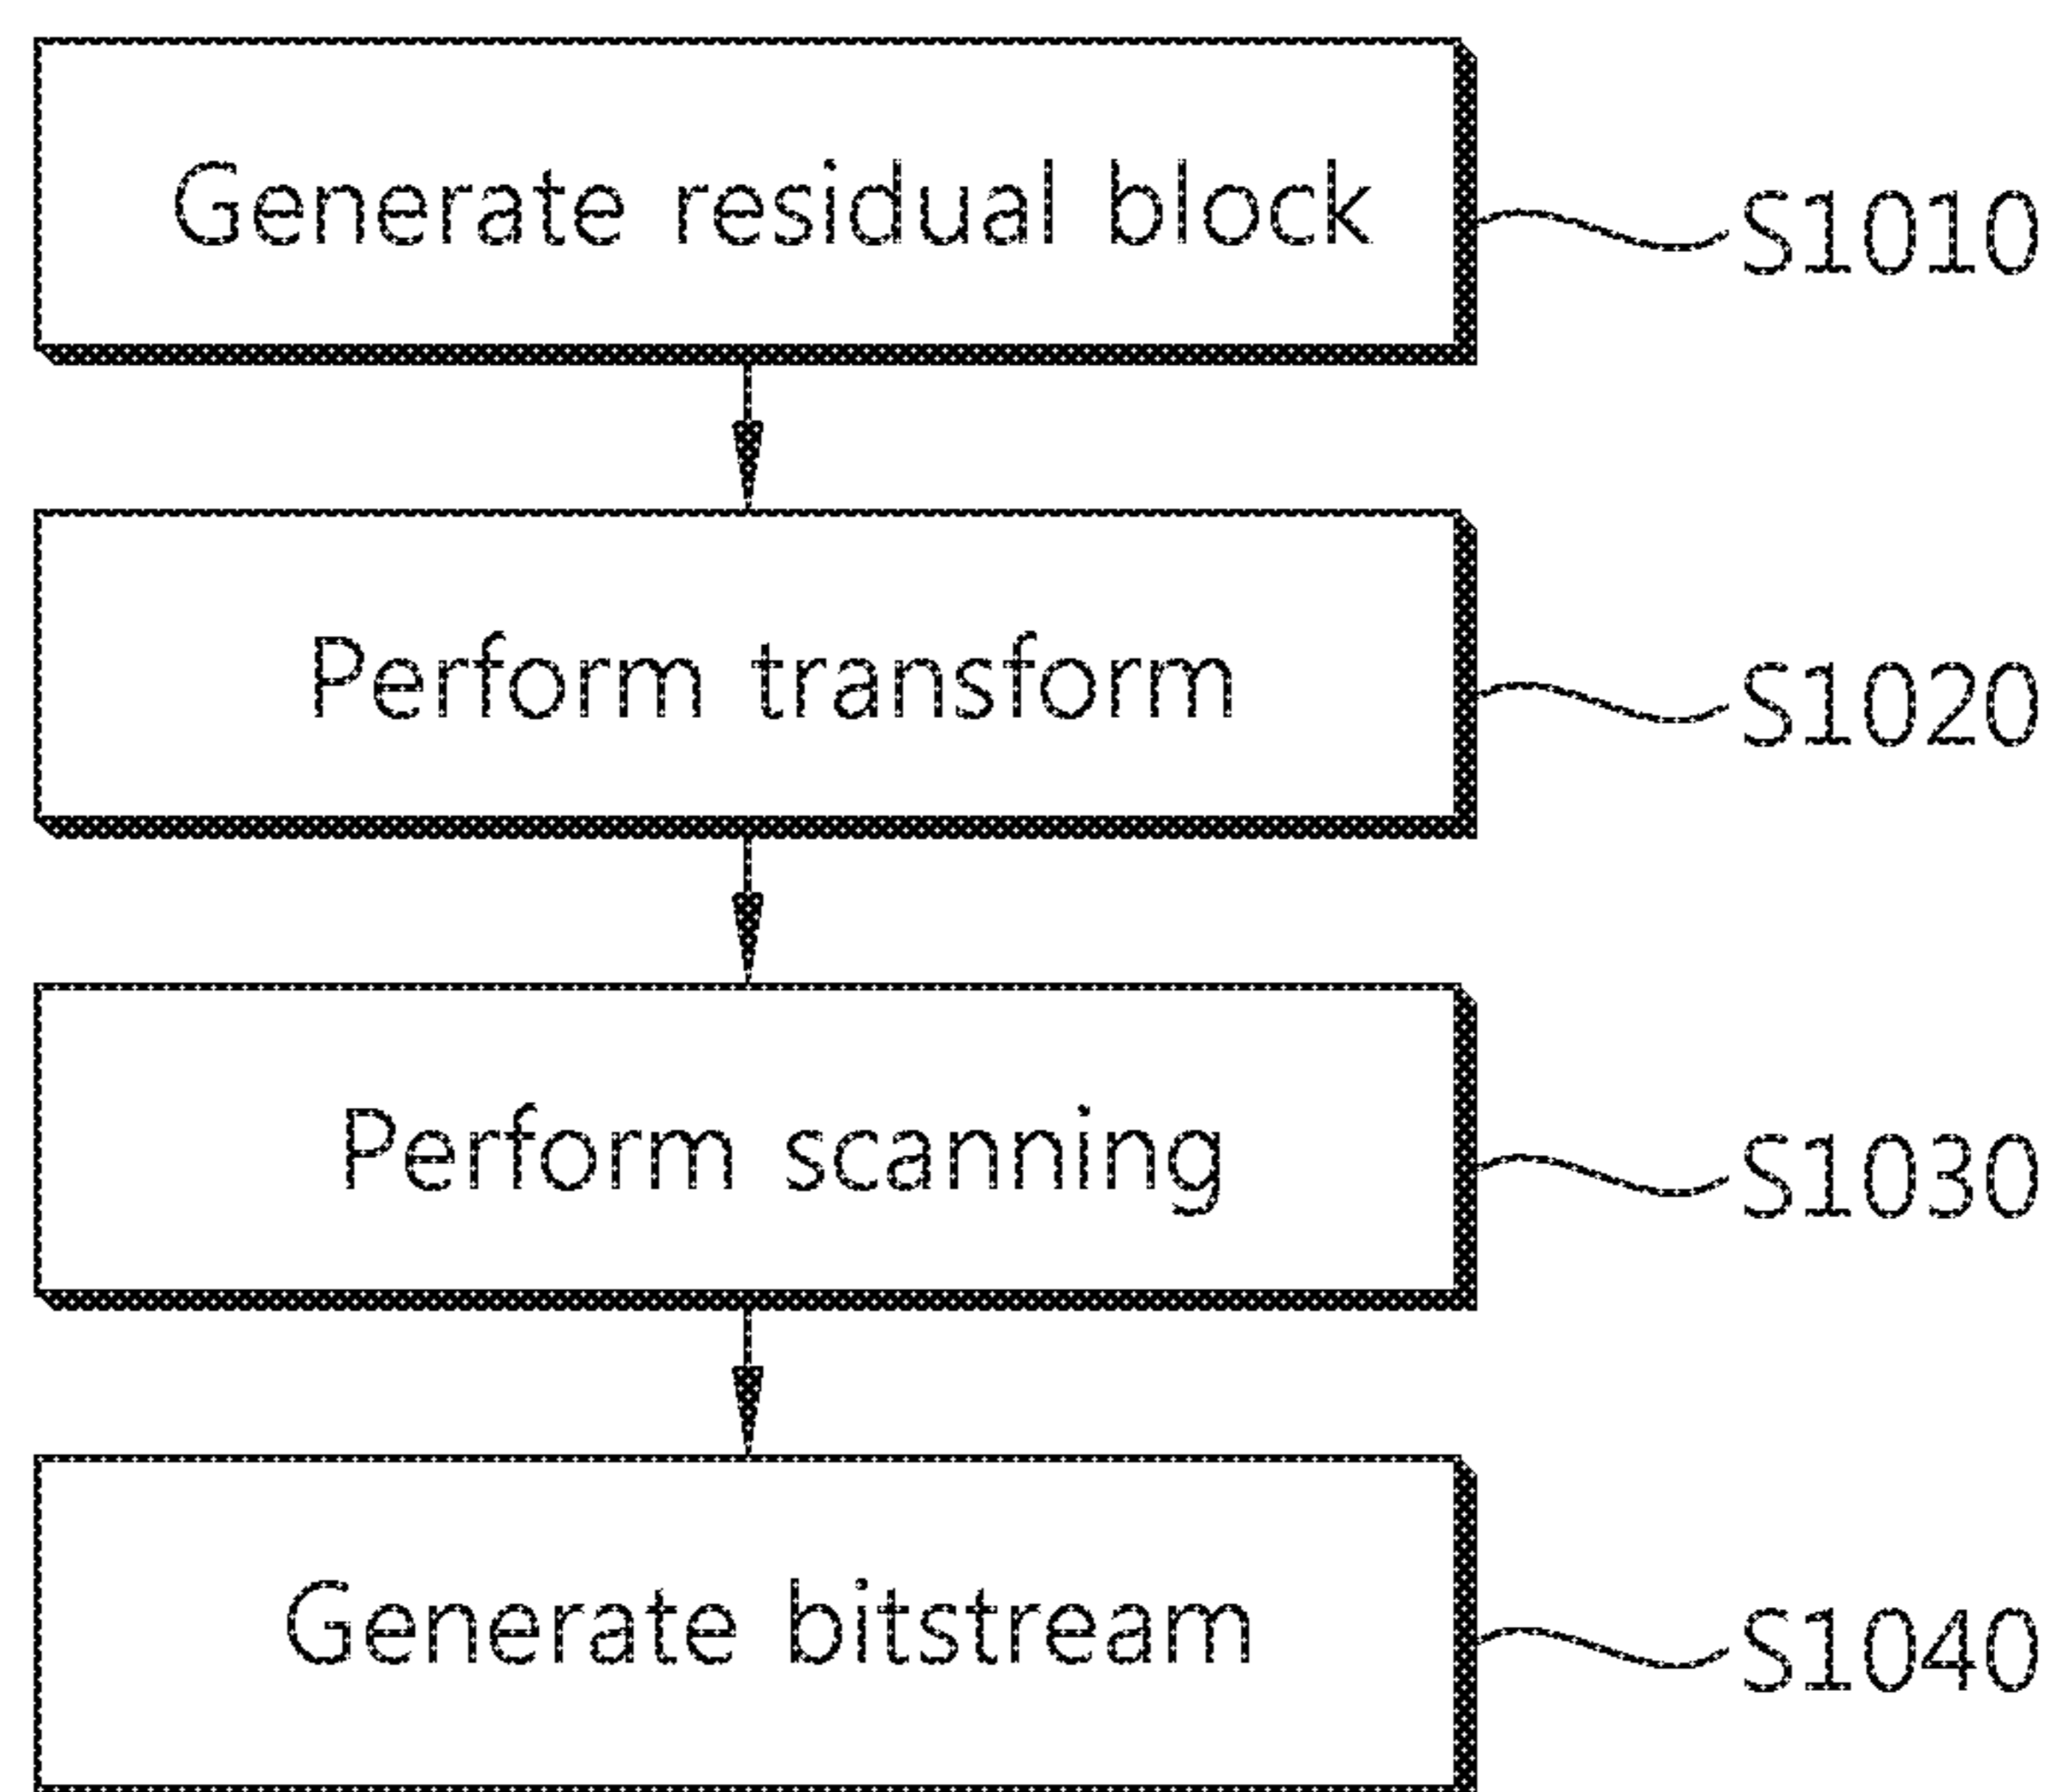 Generate residual block
S1010
Perform transform
S1020
Perform scanning
S1030
Generate bitstream
S1040